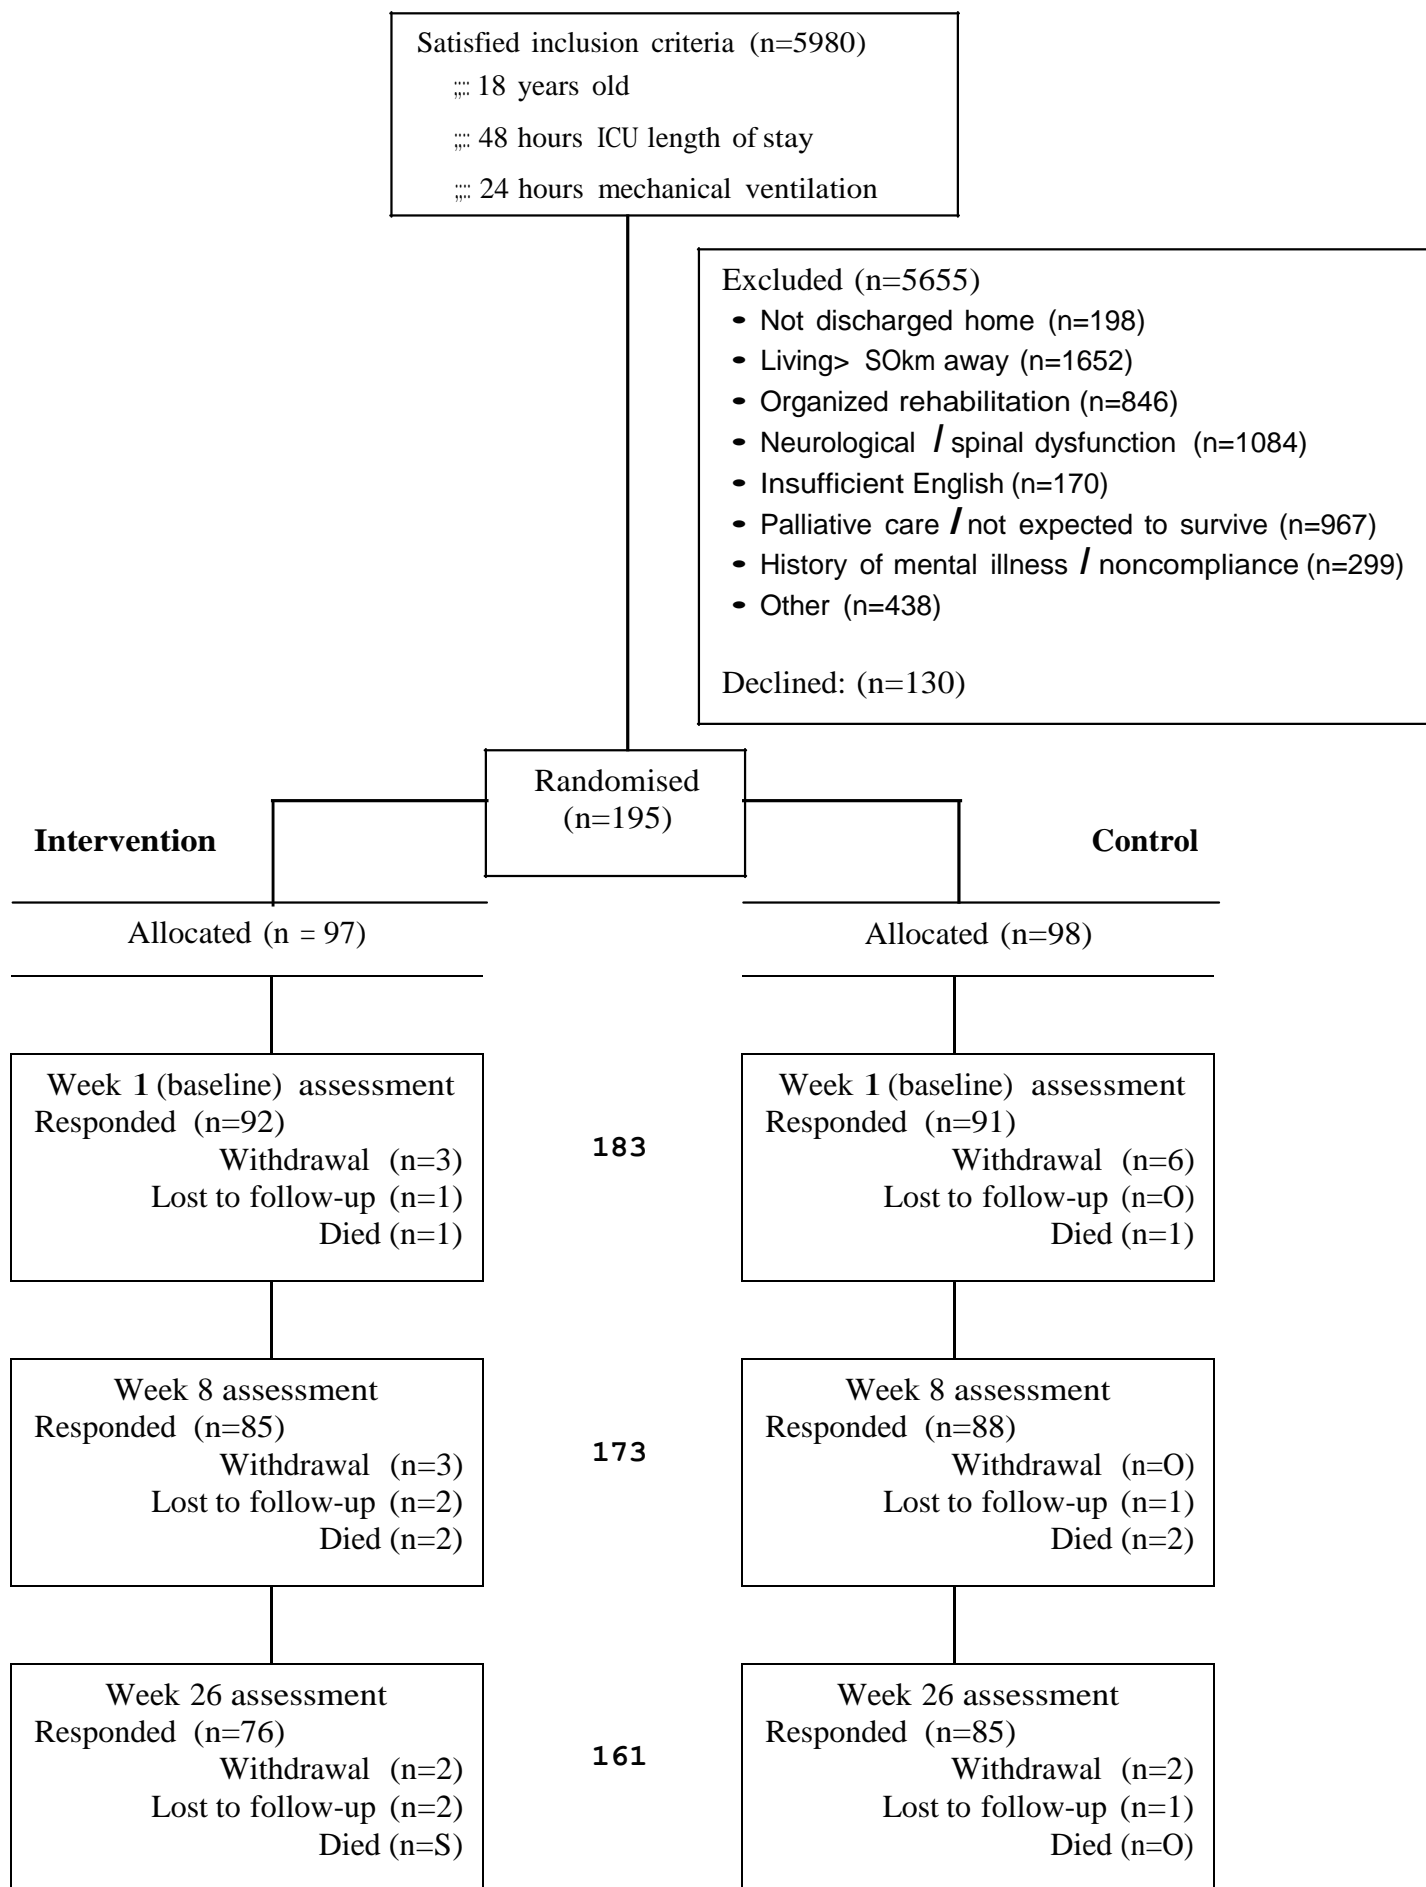 Satisfied inclusion criteria (n=5980)
;;;:: 18 years old
;;;:: 48 hours ICU length of stay
;;;:: 24 hours mechanical ventilation
Excluded (n=5655)
• Not discharged home (n=198)
• Living> SOkm away (n=1652)
• Organized rehabilitation (n=846)
• Neurological / spinal dysfunction (n=1084)
• Insufficient English (n=170)
• Palliative care / not expected to survive (n=967)
• History of mental illness / noncompliance (n=299)
• Other (n=438)
Declined: (n=130)
Randomised
(n=195)
Intervention
Control
Allocated (n = 97)
Allocated (n=98)
Week 1 (baseline) assessment
Responded (n=92)
Withdrawal (n=3)
Lost to follow-up (n=1)
Died (n=1)
183
Week 1 (baseline) assessment
Responded (n=91)
Withdrawal (n=6)
Lost to follow-up (n=O)
Died (n=1)
Week 8 assessment
Responded (n=85)
Withdrawal (n=3)
Lost to follow-up (n=2)
Died (n=2)
173
Week 8 assessment
Responded (n=88)
Withdrawal (n=O)
Lost to follow-up (n=1)
Died (n=2)
Week 26 assessment
Responded (n=76)
Withdrawal (n=2)
Lost to follow-up (n=2)
Died (n=S)
161
Week 26 assessment
Responded (n=85)
Withdrawal (n=2)
Lost to follow-up (n=1)
Died (n=O)